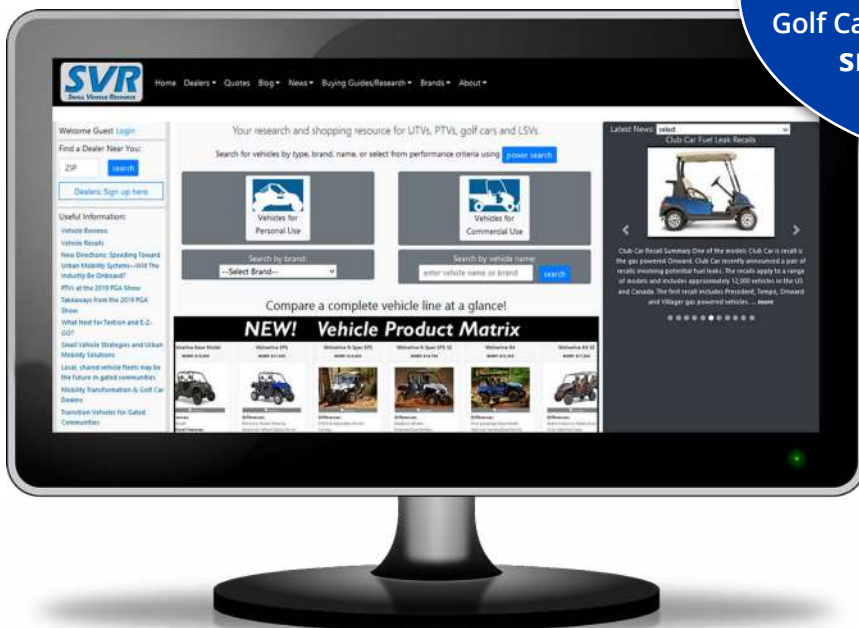 Golf Ca
SVR
SMALL VEHICLE RESOURCE
Home Dealers Quotes Blog News Buying Guides/Research Brands About
Welcome Guest Login
Find a Dealer Near You:
ZIP search
Dealers: Sign up here
Useful Information:
Vehicle Reviews
Vehicle Recalls
New Directions: Speeding Toward
Urban Mobility Systems—Will The
Industry Be Onboard?
PTVs at the 2019 PGA Show
Takeaways from the 2019 PGA
Show
What Next for Textron and E-Z-
GO?
Small Vehicle Strategies and Urban
Mobility Solutions
Local, shared vehicle fleets may be
the future in gated communities
Mobility Transformation & Golf Car
Dealers
Transition Vehicles for Gated
Communities
Your research and shopping resource for UTVs, PTVs, golf cars and LSVs
Search for vehicles by type, brand, name, or select from performance criteria using power search
Vehicles for
Personal Use
Vehicles for
Commercial Use
Search by brand:
--Select Brand--
Search by vehicle name:
enter vehicle name or brand search
Compare a complete vehicle line at a glance!
NEW! Vehicle Product Matrix
Wolverine EPS
Latest News: select
Club Car Fuel Leak Recalls
Club Car Recall Summary One of the models Club Car is recall is
the gas powered Onward. Club Car recently announced a pair of
recalls involving potential fuel leaks. The recalls apply to a range
of models and includes approximately 12,000 vehicles in the US
and Canada. The first recall includes Precedent, Tempo, Onward
and Villager gas powered vehicles. ... more